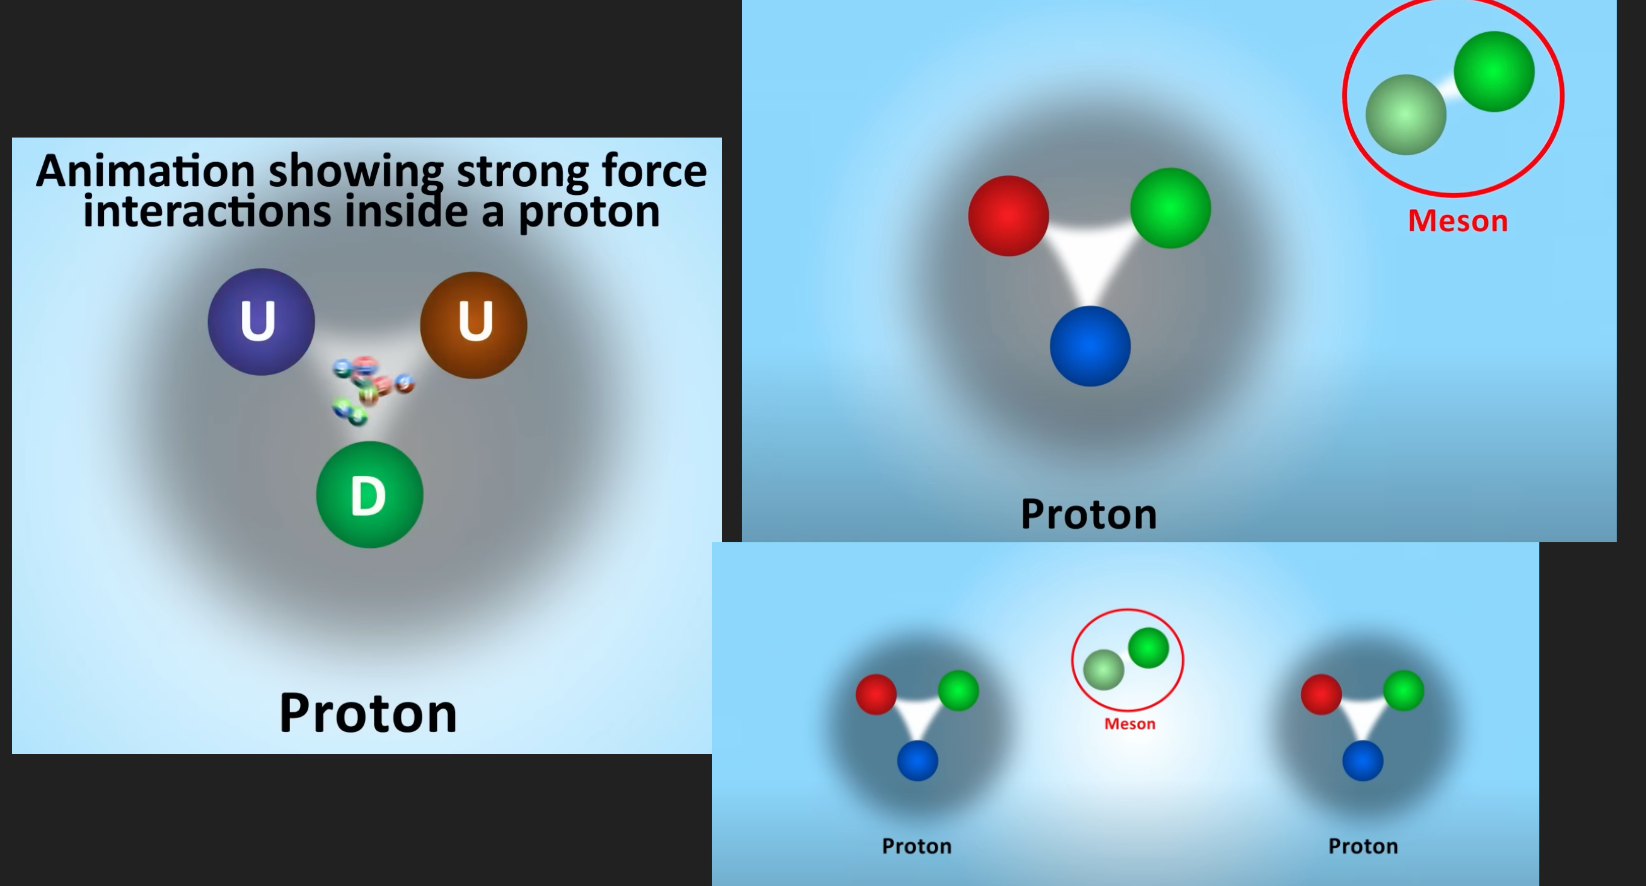 Animation showing strong force
interactions inside a proton
U
U
D
Proton
Meson
Proton
Meson
Proton
Proton